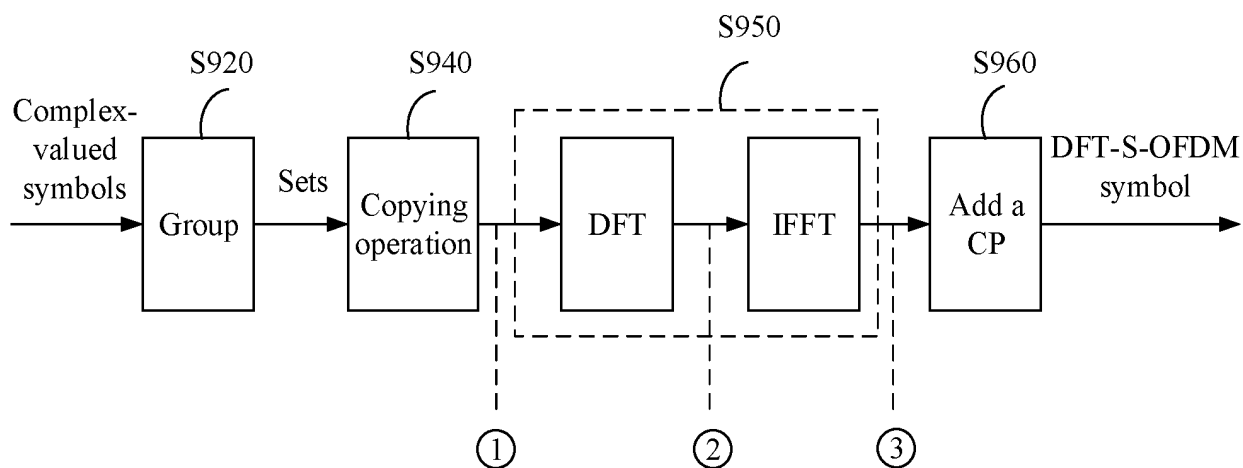 S950
S920
S940
S960
Complex-
valued
symbols
Sets
DFT-S-OFDM
symbol
Group
Copying
operation
DFT
IFFT
Add a
CP
1
2
3